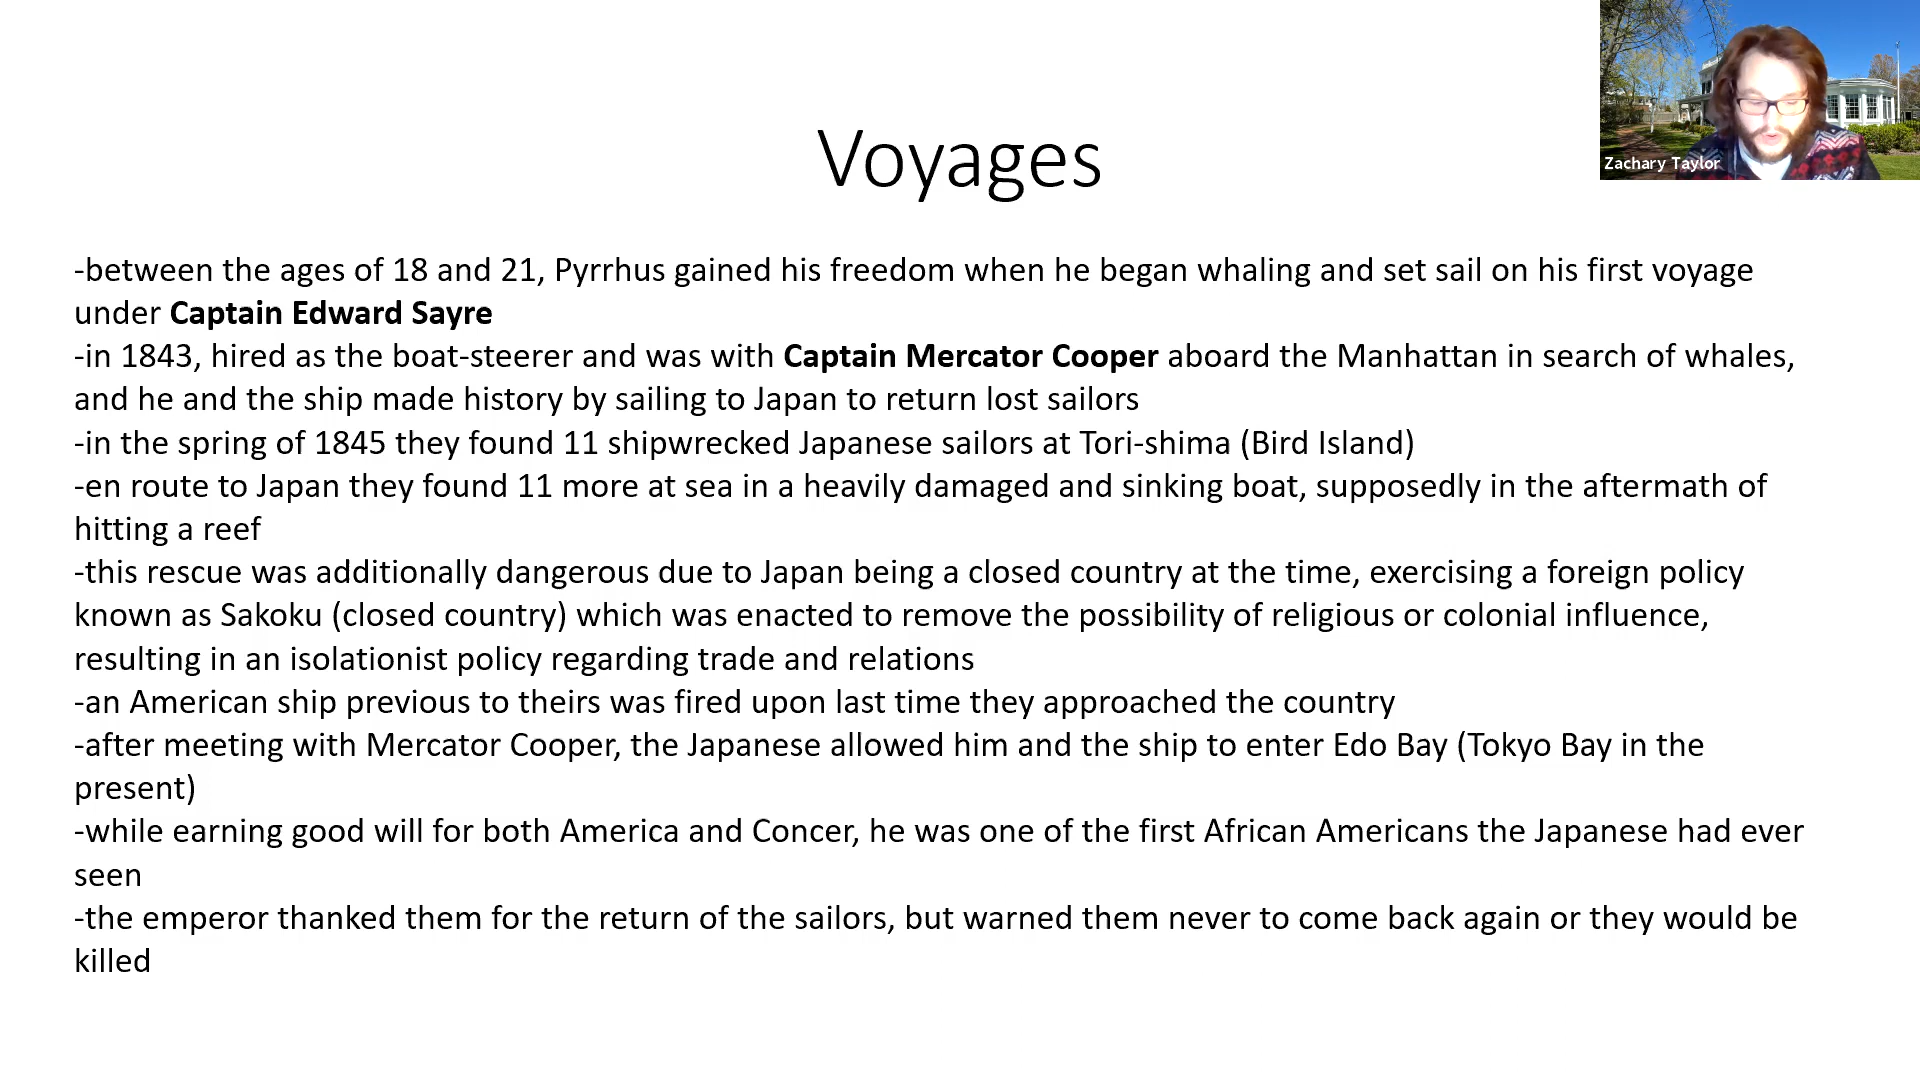 Zachary Taylor
Voyages
-between the ages of 18 and 21, Pyrrhus gained his freedom when he began whaling and set sail on his first voyage
under Captain Edward Sayre
-in 1843, hired as the boat-steerer and was with Captain Mercator Cooper aboard the Manhattan in search of whales,
and he and the ship made history by sailing to Japan to return lost sailors
-in the spring of 1845 they found 11 shipwrecked Japanese sailors at Tori-shima (Bird Island)
-en route to Japan they found 11 more at sea in a heavily damaged and sinking boat, supposedly in the aftermath of
hitting a reef
-this rescue was additionally dangerous due to Japan being a closed country at the time, exercising a foreign policy
known as Sakoku (closed country) which was enacted to remove the possibility of religious or colonial influence,
resulting in an isolationist policy regarding trade and relations
-an American ship previous to theirs was fired upon last time they approached the country
-after meeting with Mercator Cooper, the Japanese allowed him and the ship to enter Edo Bay (Tokyo Bay in the
present)
-while earning good will for both America and Concer, he was one of the first African Americans the Japanese had ever
seen
-the emperor thanked them for the return of the sailors, but warned them never to come back again or they would be
killed